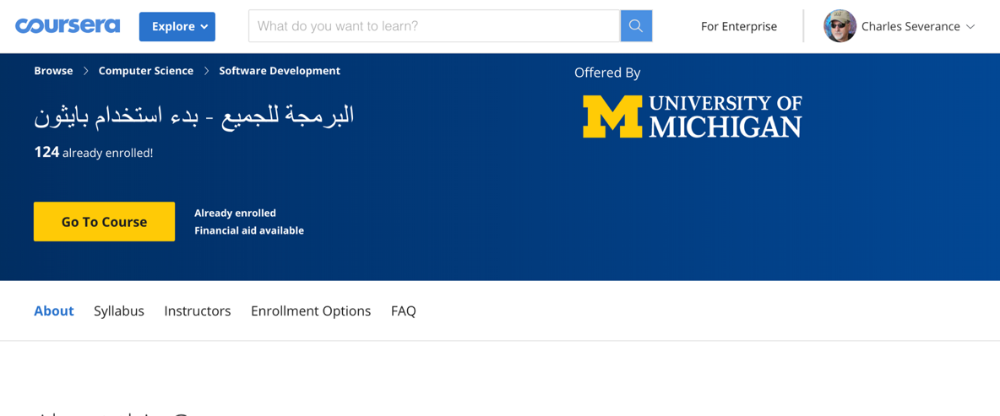 coursera
Explore
What do you want to learn?
For Enterprise
Charles Severance
Browse
Computer Science
Software Development
Offered By
UNIVERSITY OF
MICHIGAN
البرمجة للجميع - بدء استخدام بايثون
124 already enrolled!
Go To Course
Already enrolled
Financial aid available
About
Syllabus
Instructors
Enrollment Options
FAQ